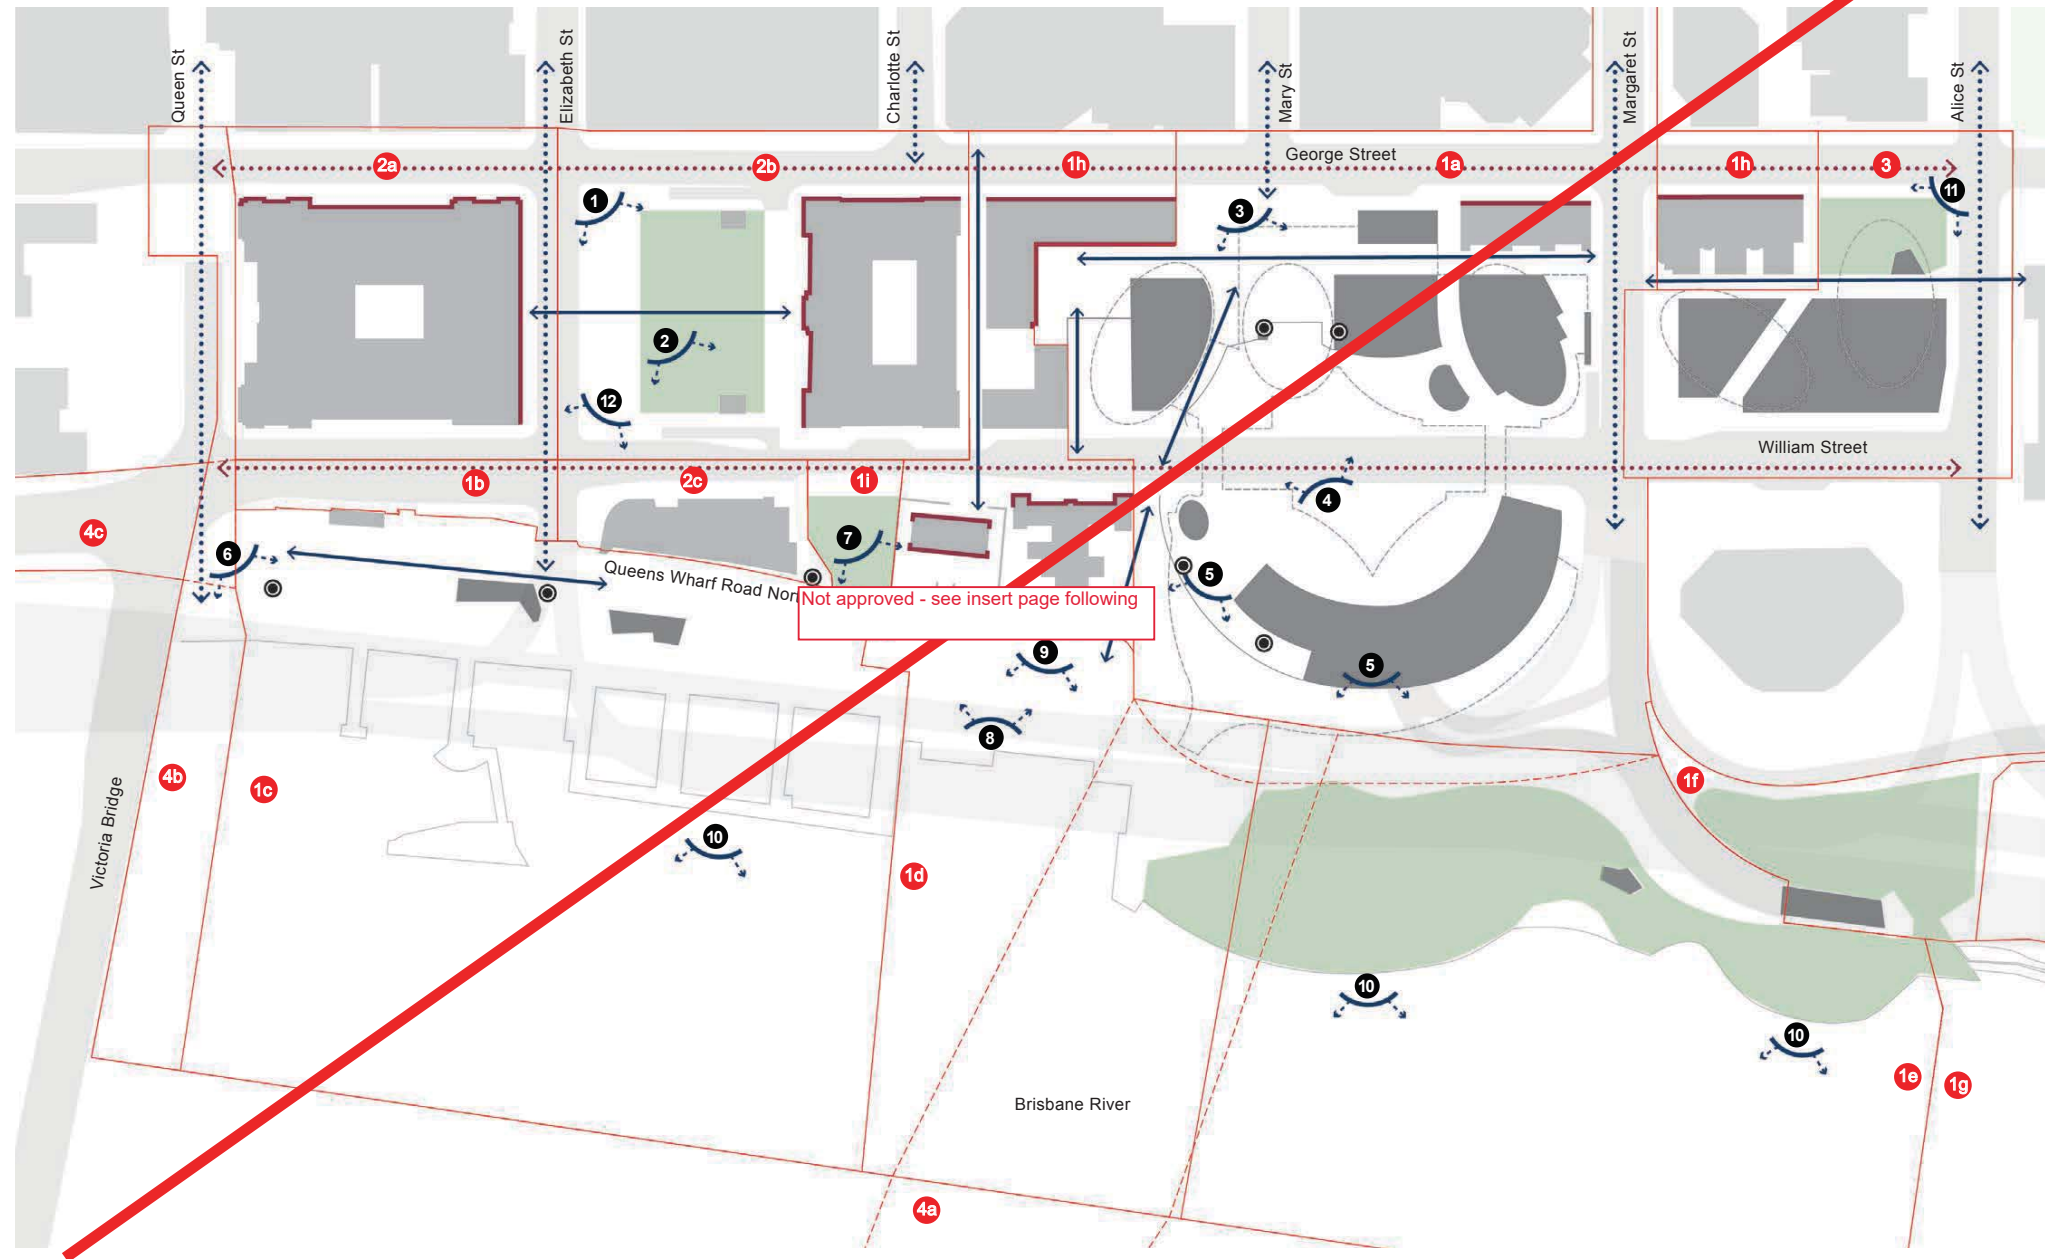 Queen St
Elizabeth St
Charlotte St
Mary St
Margaret St
Alice St
George Street
2a
2b
1h
1a
1h
3
1
3
11
2
12
William Street
1b
2c
1i
4
4c
6
7
5
Queens Wharf Road Nor
Not approved - see insert page following
9
5
8
4b
1c
1f
Victoria Bridge
10
1d
10
10
1e
1g
Brisbane River
4a